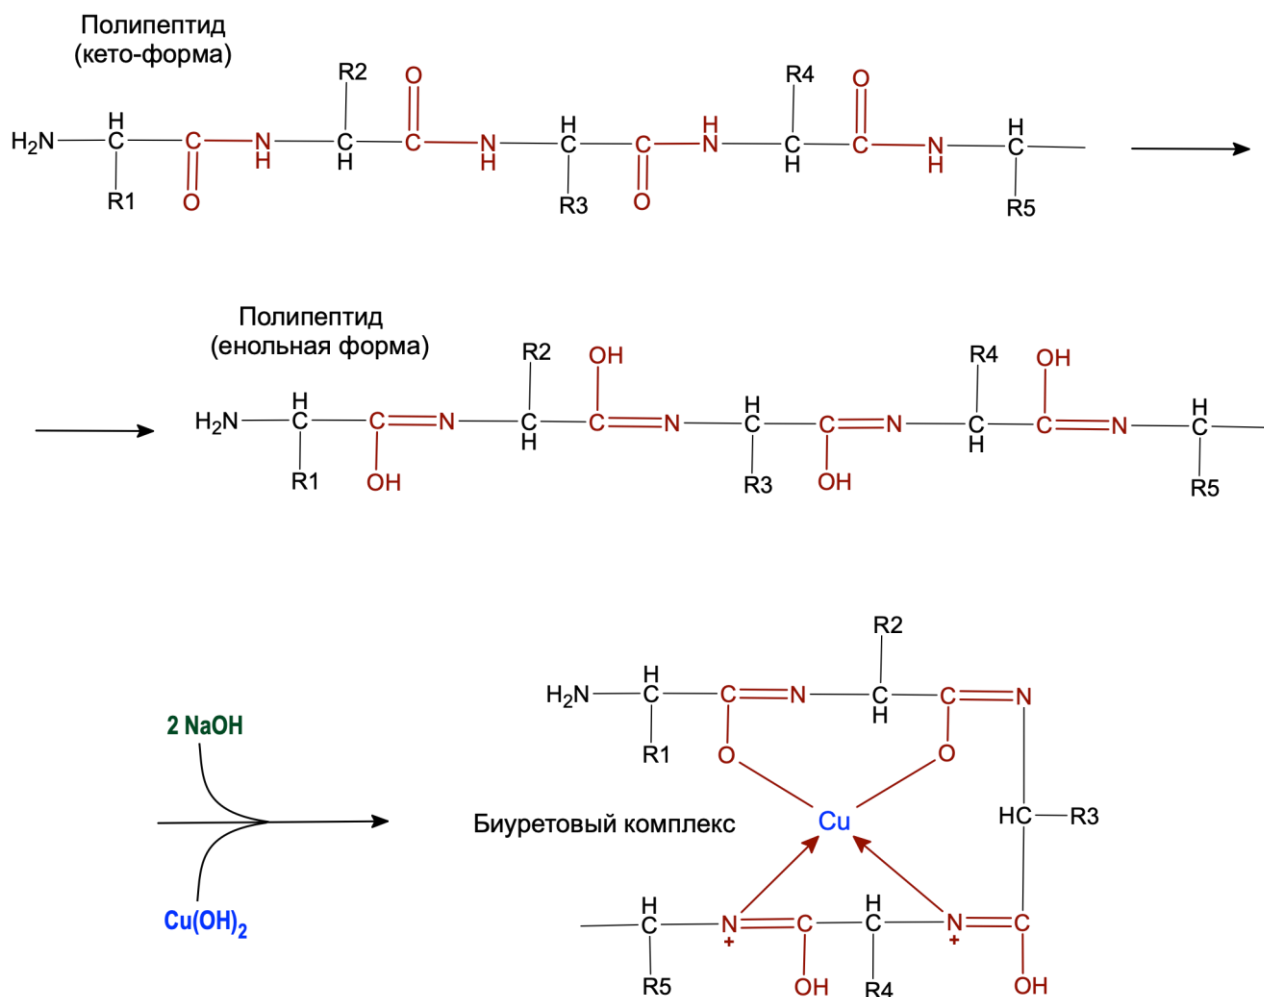 Полипептид
(кето-форма)
R2 O R4 O
H H H H
H₂N C C N C C N C C N C C N C
H H H H H
R1 O R3 O R5
Полипептид
(енольная форма)
R2 OH R4 OH
H H H
H₂N C C N C C N C C N C C N C
H H
R1 OH R3 OH R5
R2
H
H₂N C C N C C N
H
2 NaOH
R1 O O
Биуретовый комплекс Cu HC R3
Cu(OH)₂
H H
C N C C N C
+ +
R5 OH R4 OH